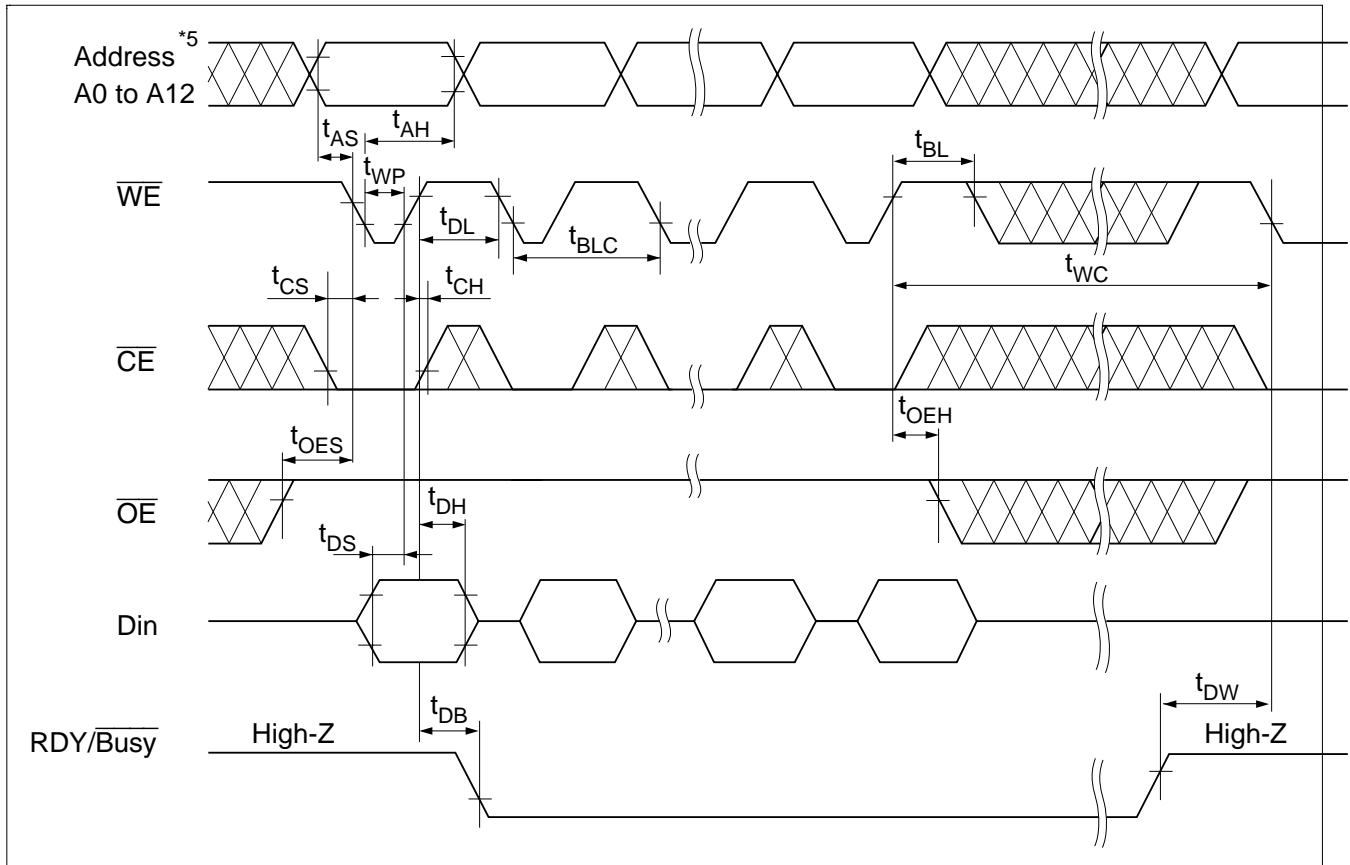 Address *5
A0 to A12
tAS
tAH
tBL
WE
tWP
tDL
tBLC
tWC
tCS
tCH
CE
tOEH
tOES
OE
tDH
tDS
Din
tDW
tDB
RDY/Busy
High-Z
High-Z